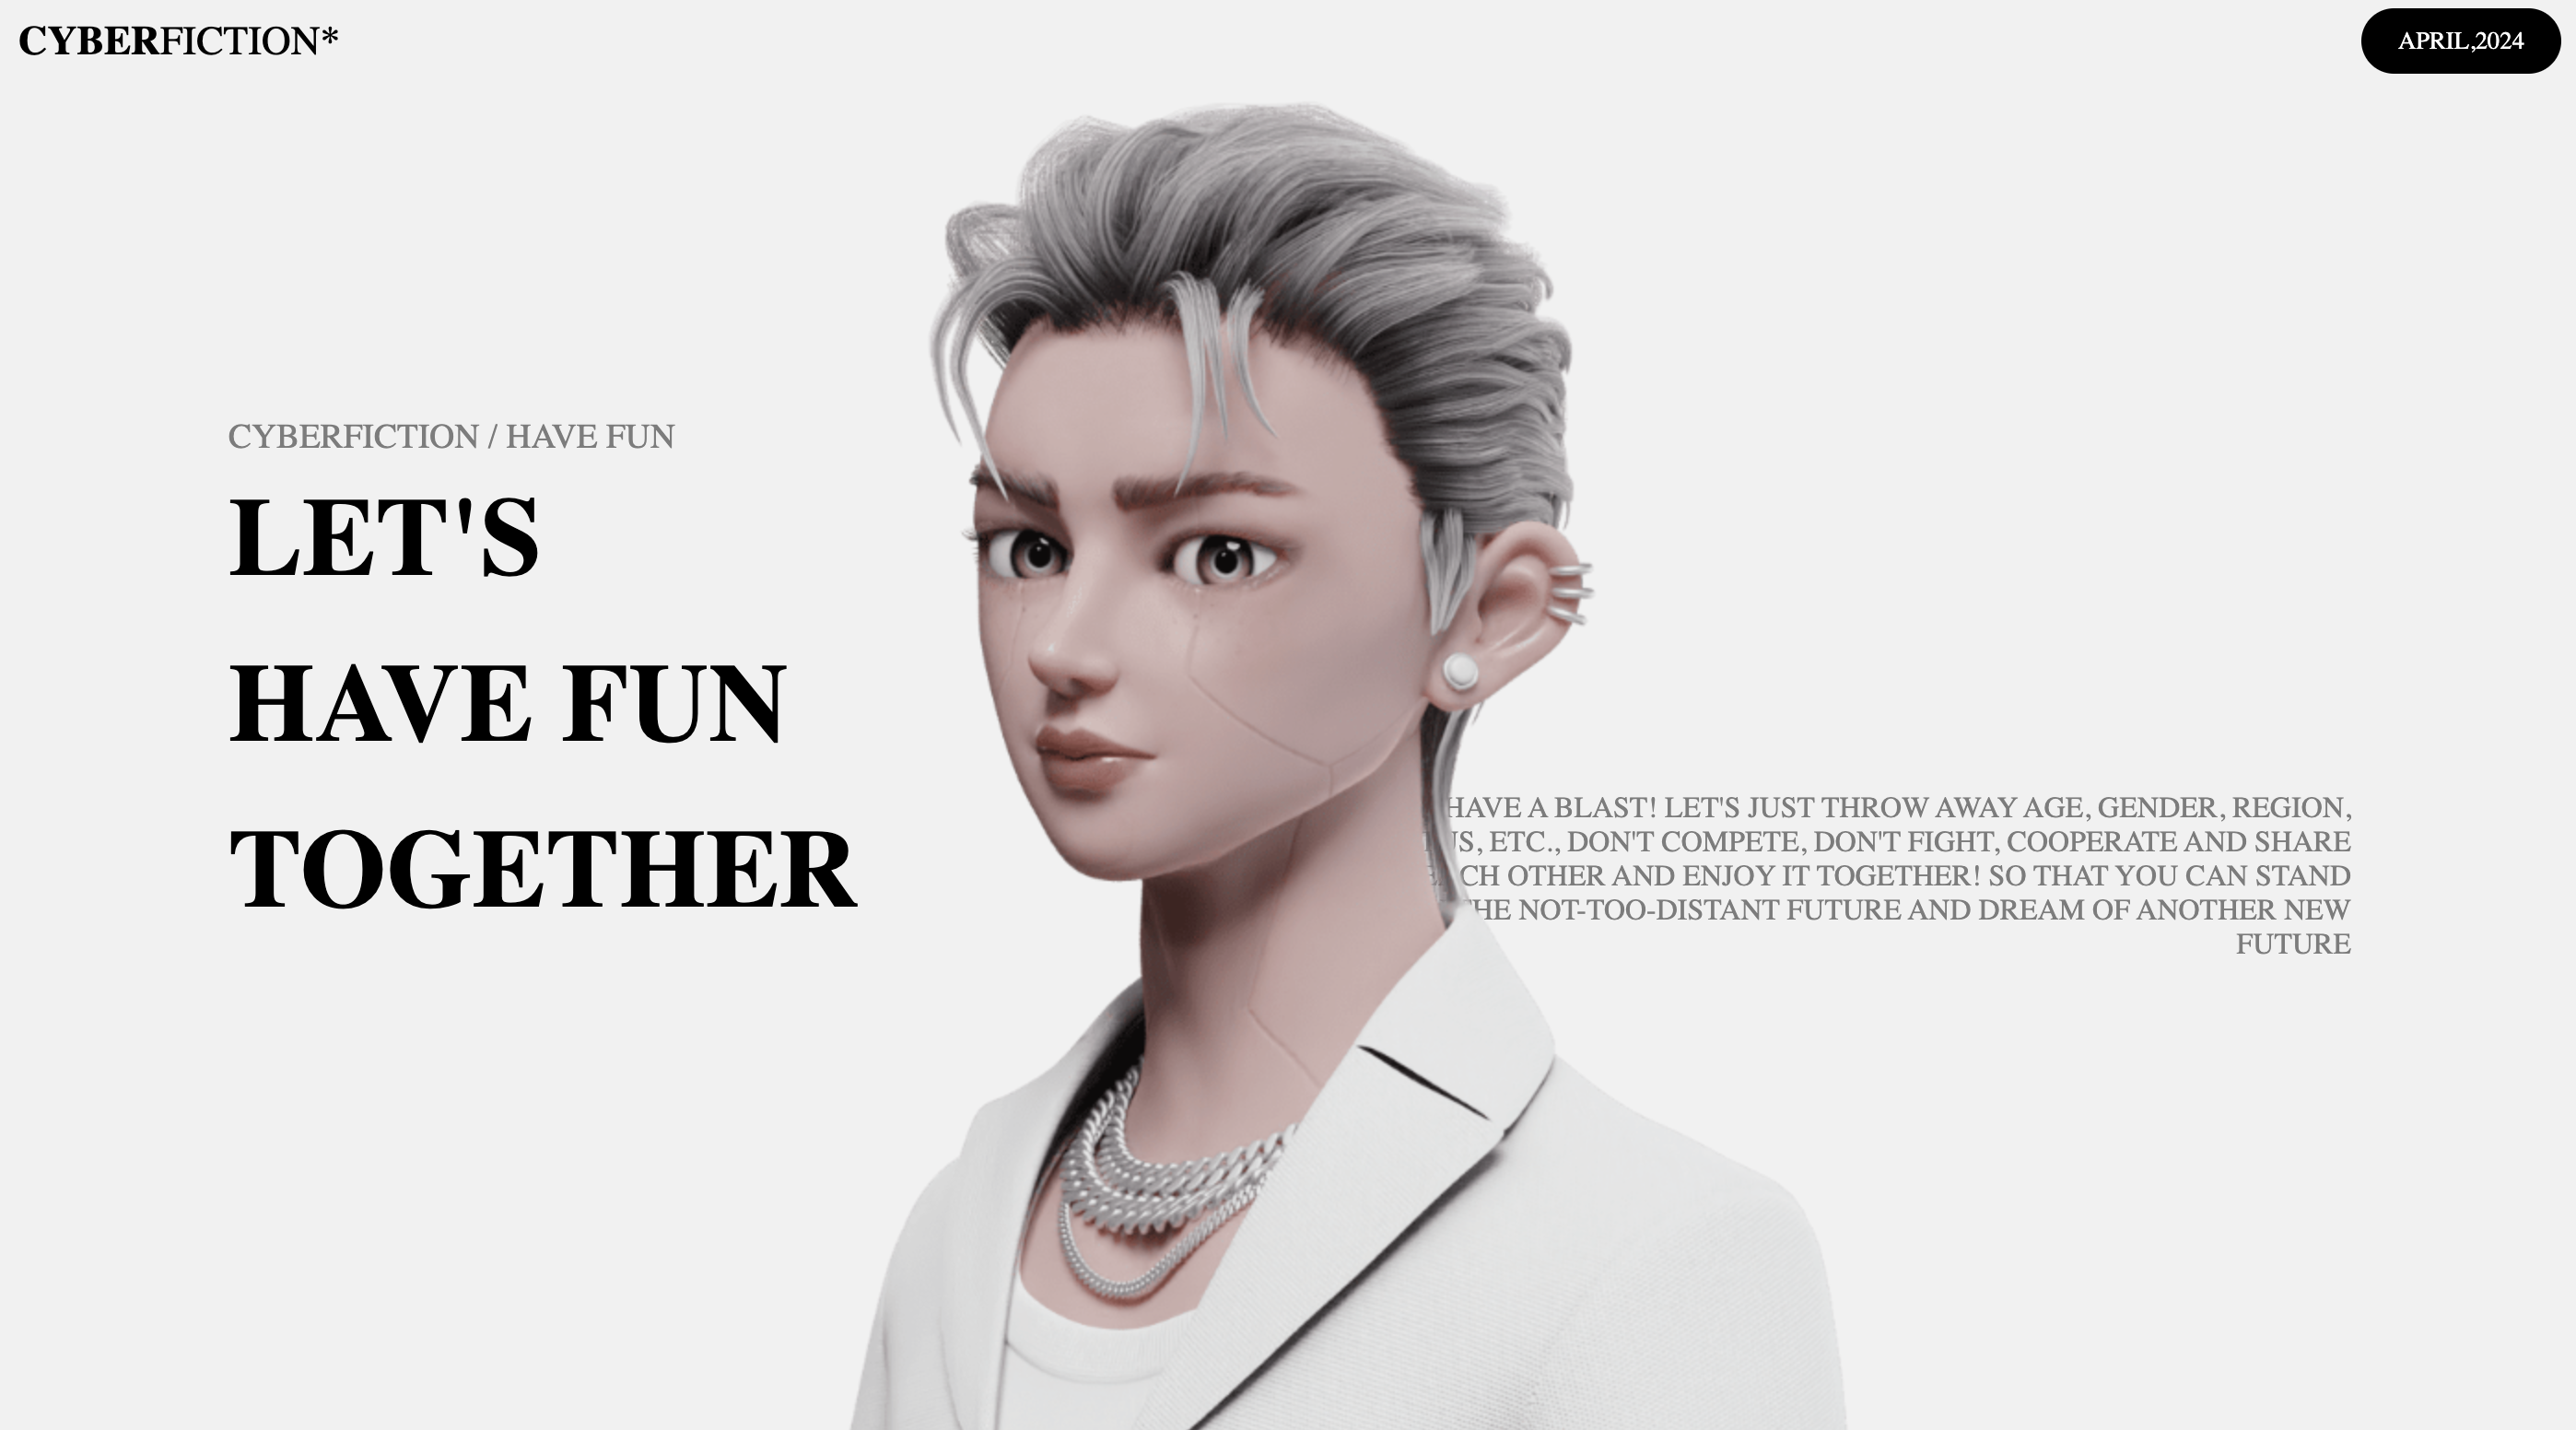 CYBERFICTION*
APRIL,2024
CYBERFICTION / HAVE FUN
LET'S
HAVE FUN
TOGETHER
HAVE A BLAST! LET'S JUST THROW AWAY AGE, GENDER, REGION,
ETC., DON'T COMPETE, DON'T FIGHT, COOPERATE AND SHARE
OTHER AND ENJOY IT TOGETHER! SO THAT YOU CAN STAND
NOT-TOO-DISTANT FUTURE AND DREAM OF ANOTHER NEW
FUTURE